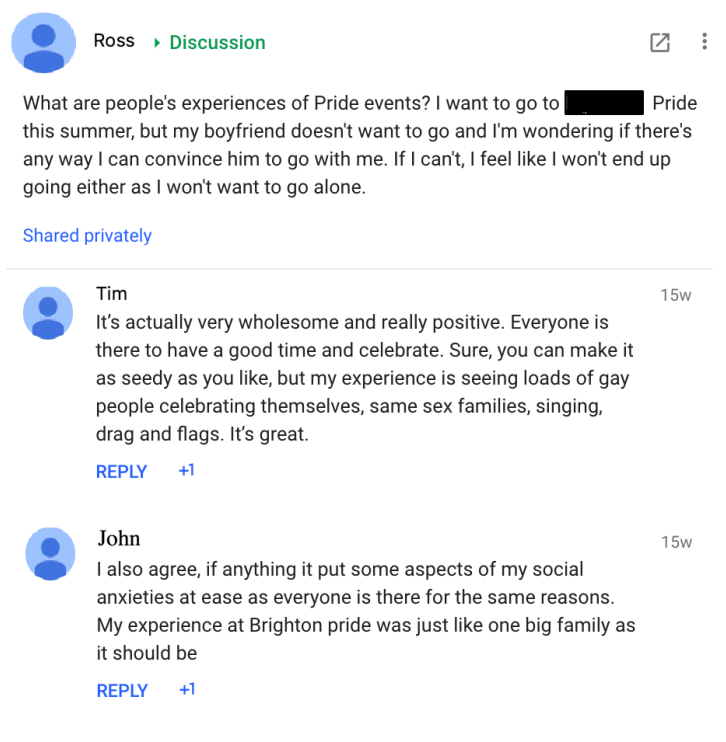 Ross ▸ Discussion
What are people's experiences of Pride events? I want to go to Pride
this summer, but my boyfriend doesn't want to go and I'm wondering if there's
any way I can convince him to go with me. If I can't, I feel like I won't end up
going either as I won't want to go alone.
Shared privately
Tim 15w
It’s actually very wholesome and really positive. Everyone is
there to have a good time and celebrate. Sure, you can make it
as seedy as you like, but my experience is seeing loads of gay
people celebrating themselves, same sex families, singing,
drag and flags. It’s great.
REPLY +1
John 15w
I also agree, if anything it put some aspects of my social
anxieties at ease as everyone is there for the same reasons.
My experience at Brighton pride was just like one big family as
it should be
REPLY +1